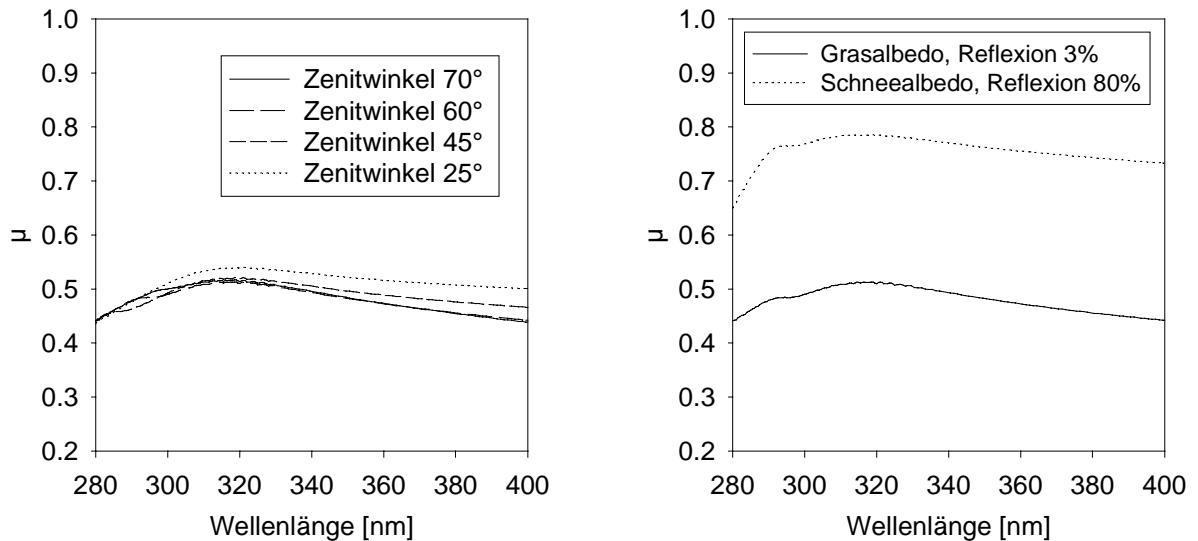 1.0
0.9
0.8
0.7
0.6
0.5
0.4
0.3
0.2
µ
Zenitwinkel 70°
Zenitwinkel 60°
Zenitwinkel 45°
Zenitwinkel 25°
280 300 320 340 360 380 400
Wellenlänge [nm]
1.0
0.9
0.8
0.7
0.6
0.5
0.4
0.3
0.2
µ
Grasalbedo, Reflexion 3%
Schneealbedo, Reflexion 80%
280 300 320 340 360 380 400
Wellenlänge [nm]